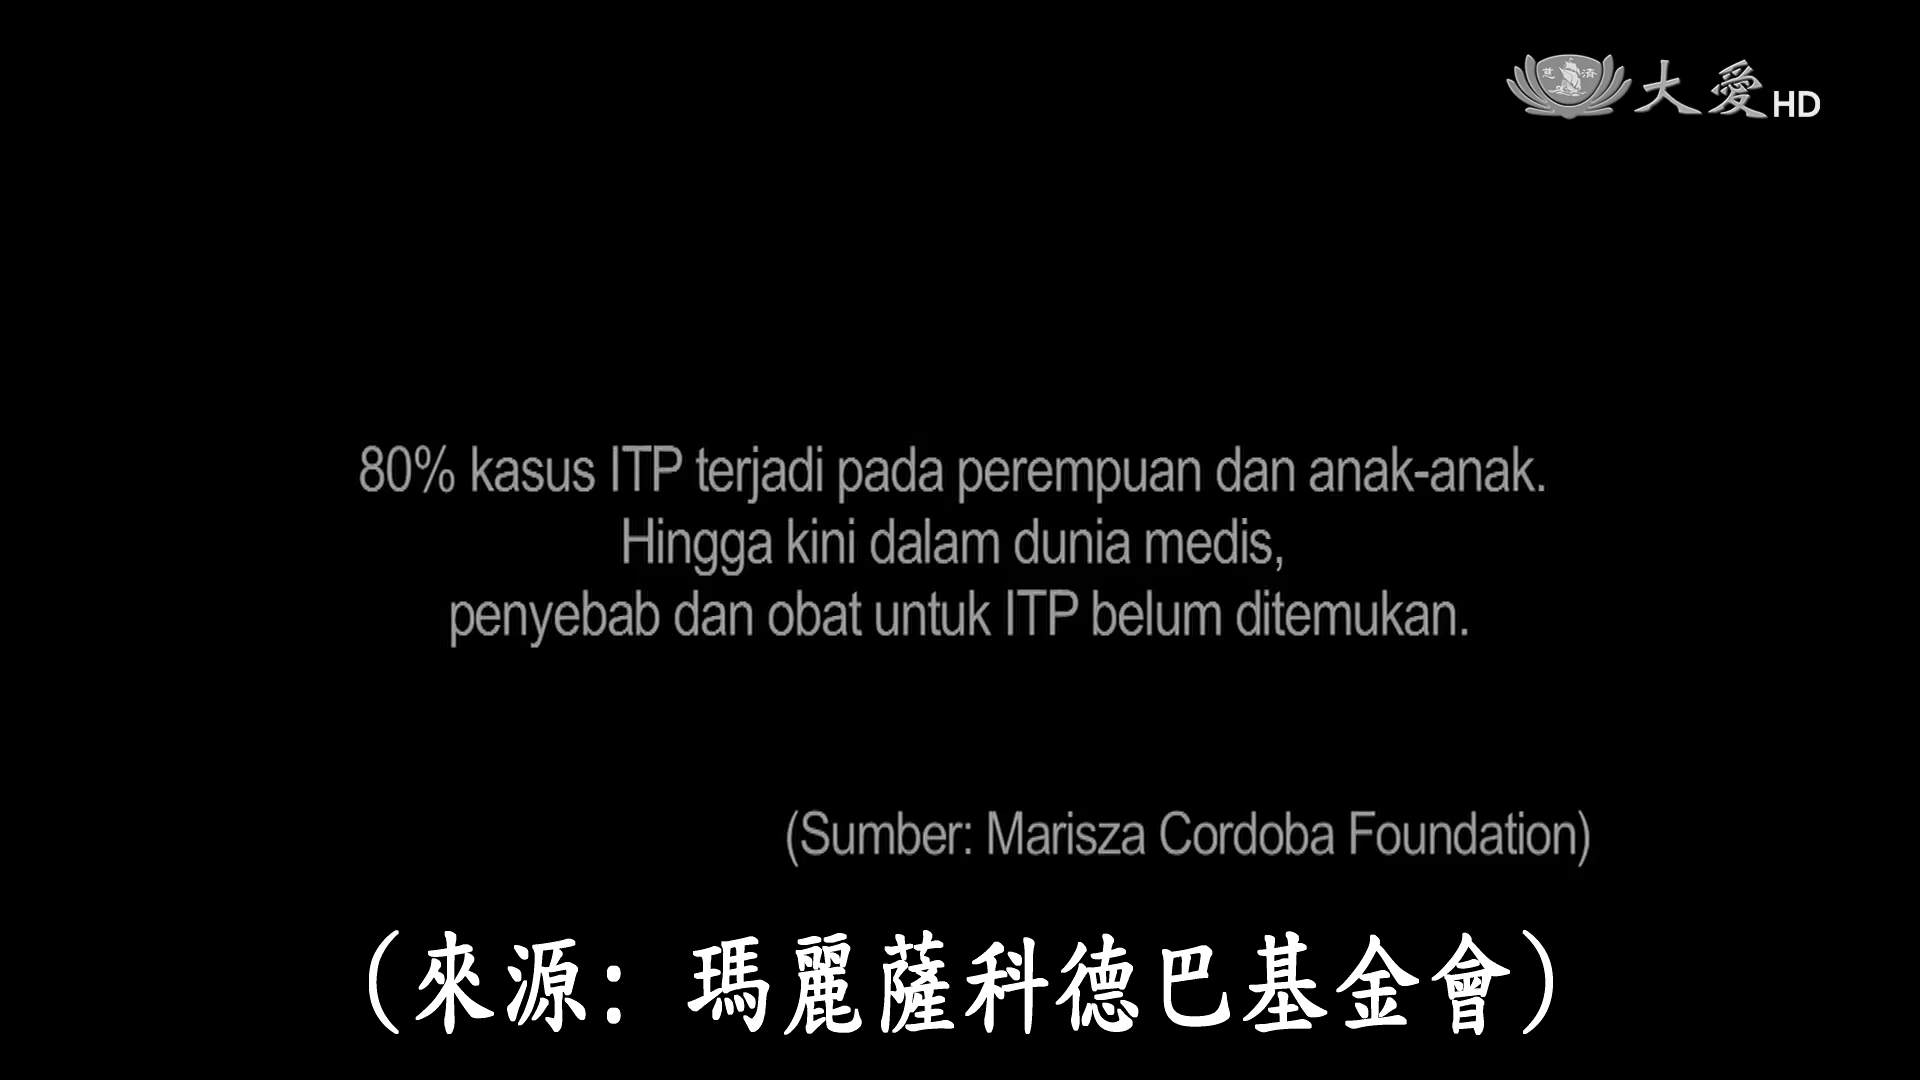 慈濟
大愛HD
80% kasus ITP terjadi pada perempuan dan anak-anak.
Hingga kini dalam dunia medis,
penyebab dan obat untuk ITP belum ditemukan.
(Sumber: Marisza Cordoba Foundation)
(來源: 瑪麗薩科德巴基金會)